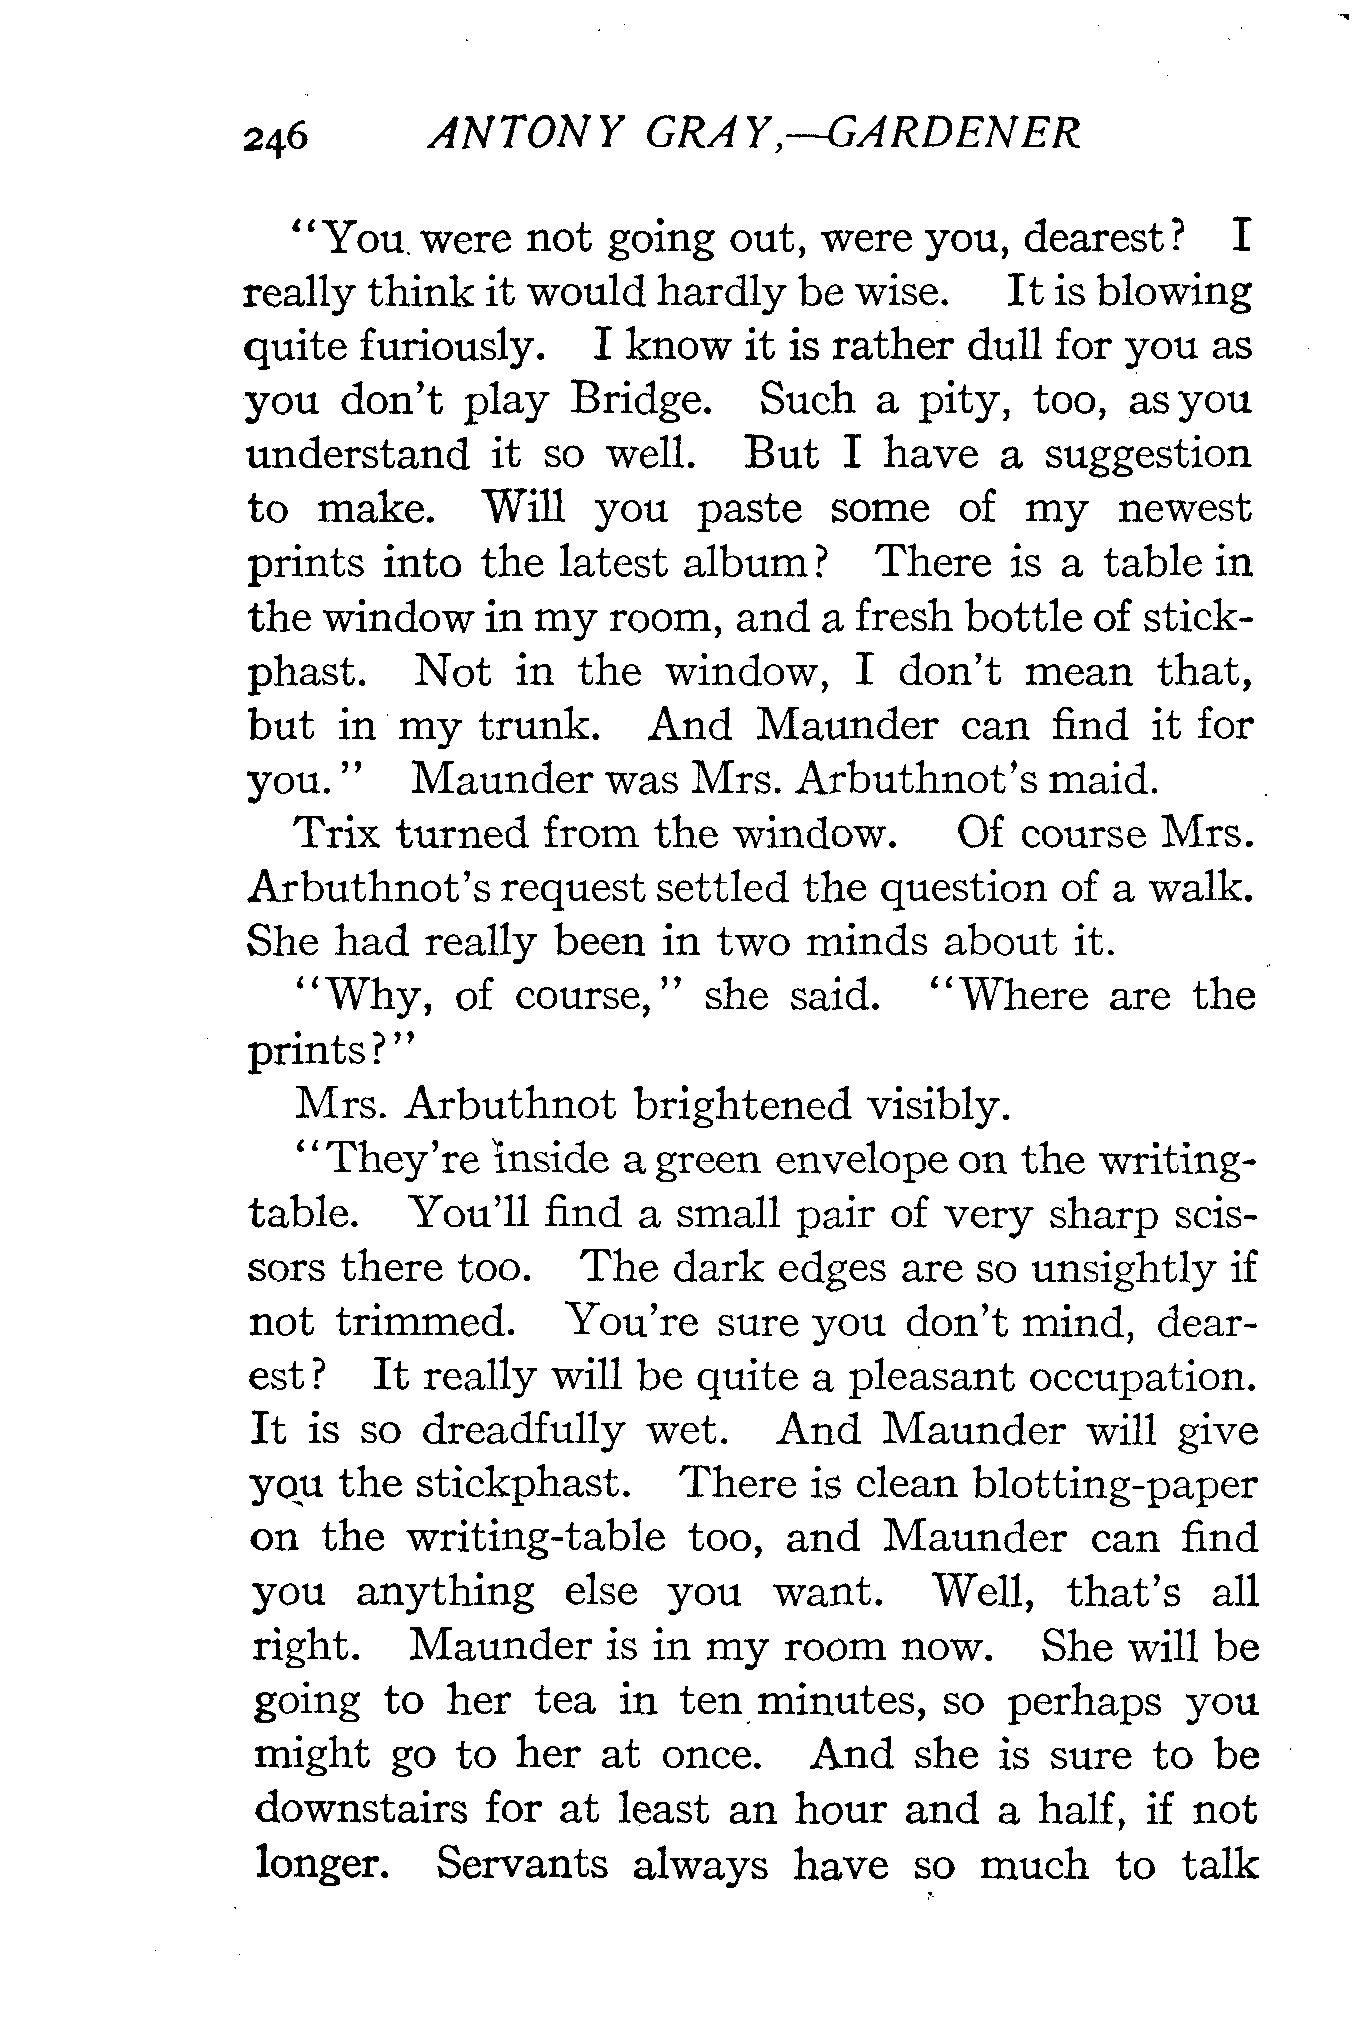 246 ANTONY GRAY,—GARDENER
“You were not going out, were you, dearest? I
really think it would hardly be wise. It is blowing
quite furiously. I know it is rather dull for you as
you don't play Bridge. Such a pity, too, as you
understand it so well. But I have a suggestion
to make. Will you paste some of my newest
prints into the latest album? There is a table in
the window in my room, and a fresh bottle of stick-
phast. Not in the window, I don't mean that,
but in my trunk. And Maunder can find it for
you.” Maunder was Mrs. Arbuthnot's maid.
Trix turned from the window. Of course Mrs.
Arbuthnot's request settled the question of a walk.
She had really been in two minds about it.
“Why, of course,” she said. “Where are the
prints?”
Mrs. Arbuthnot brightened visibly.
“They're inside a green envelope on the writing-
table. You'll find a small pair of very sharp scis-
sors there too. The dark edges are so unsightly if
not trimmed. You're sure you don't mind, dear-
est? It really will be quite a pleasant occupation.
It is so dreadfully wet. And Maunder will give
you the stickphast. There is clean blotting-paper
on the writing-table too, and Maunder can find
you anything else you want. Well, that's all
right. Maunder is in my room now. She will be
going to her tea in ten minutes, so perhaps you
might go to her at once. And she is sure to be
downstairs for at least an hour and a half, if not
longer. Servants always have so much to talk